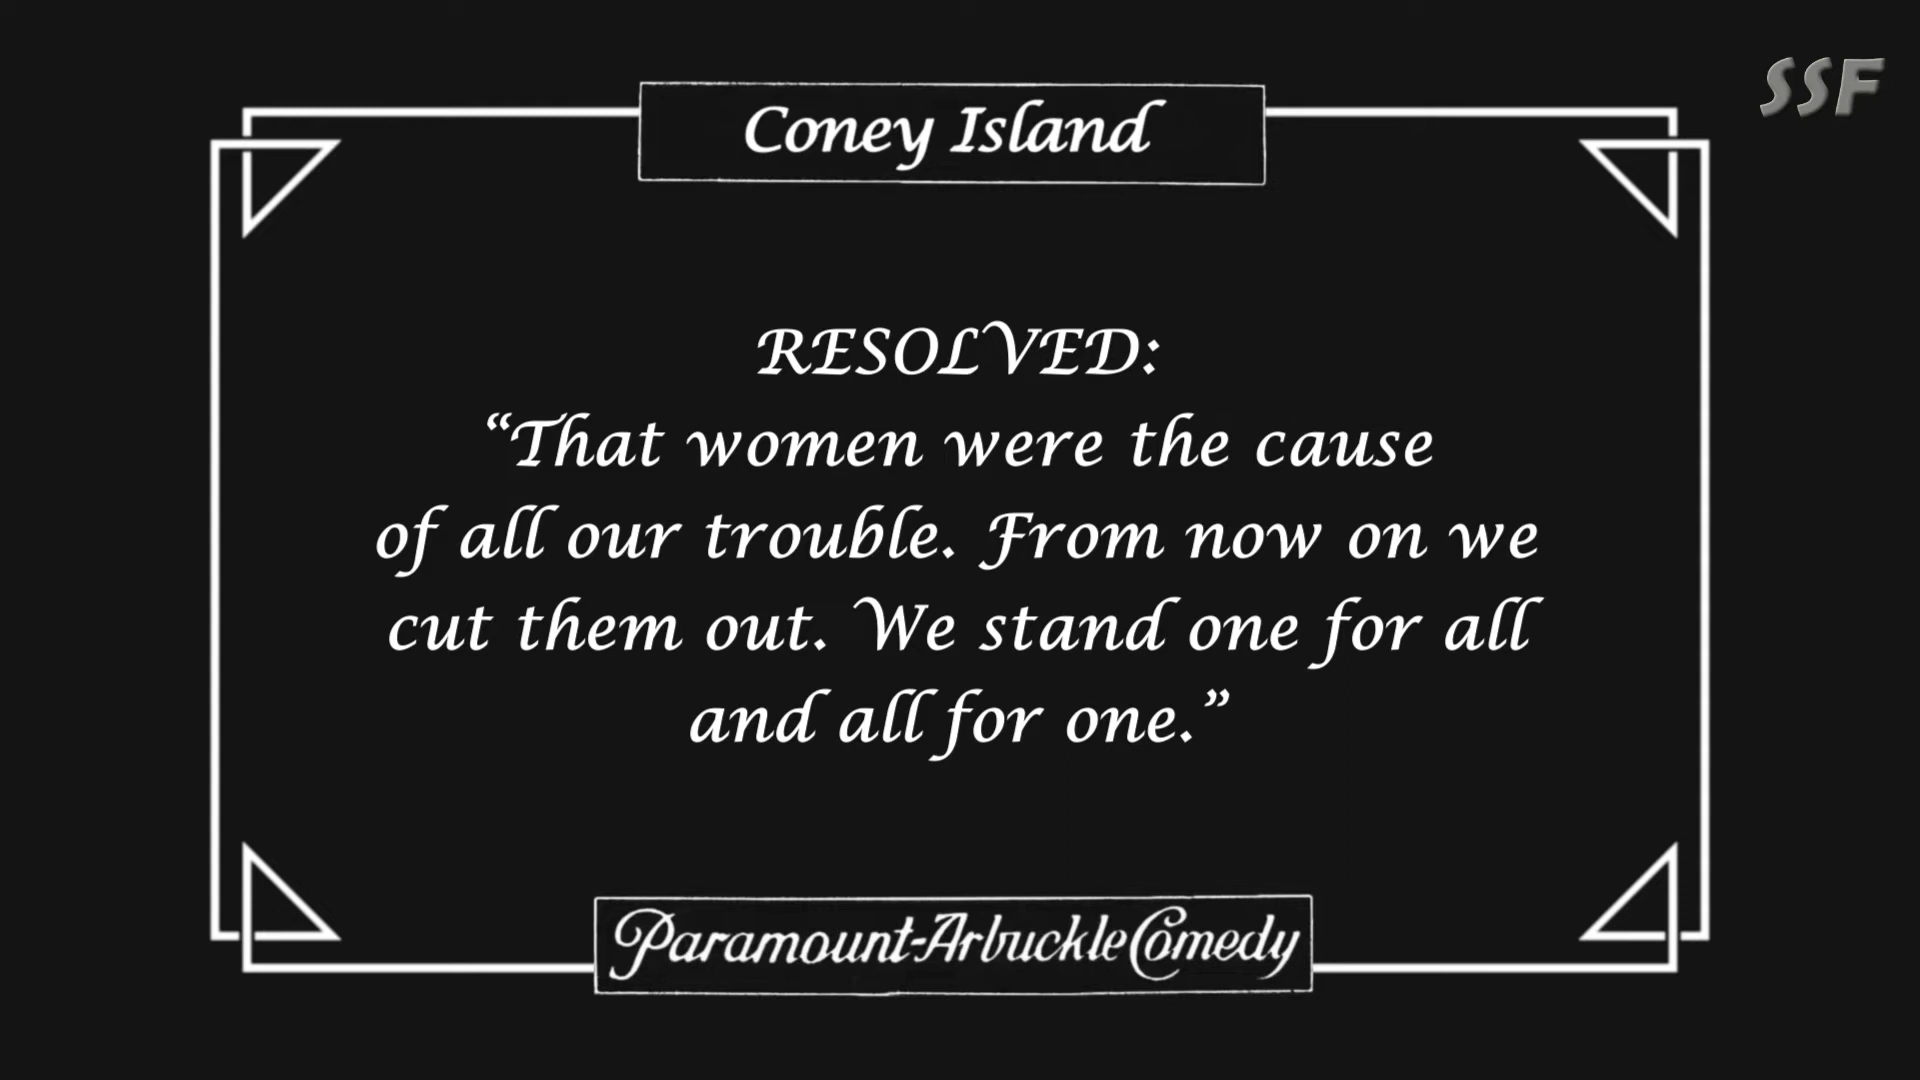 SSF
Coney Island
RESOLVED:
“That women were the cause
of all our trouble. From now on we
cut them out. We stand one for all
and all for one.”
Paramount-Arbuckle Comedy